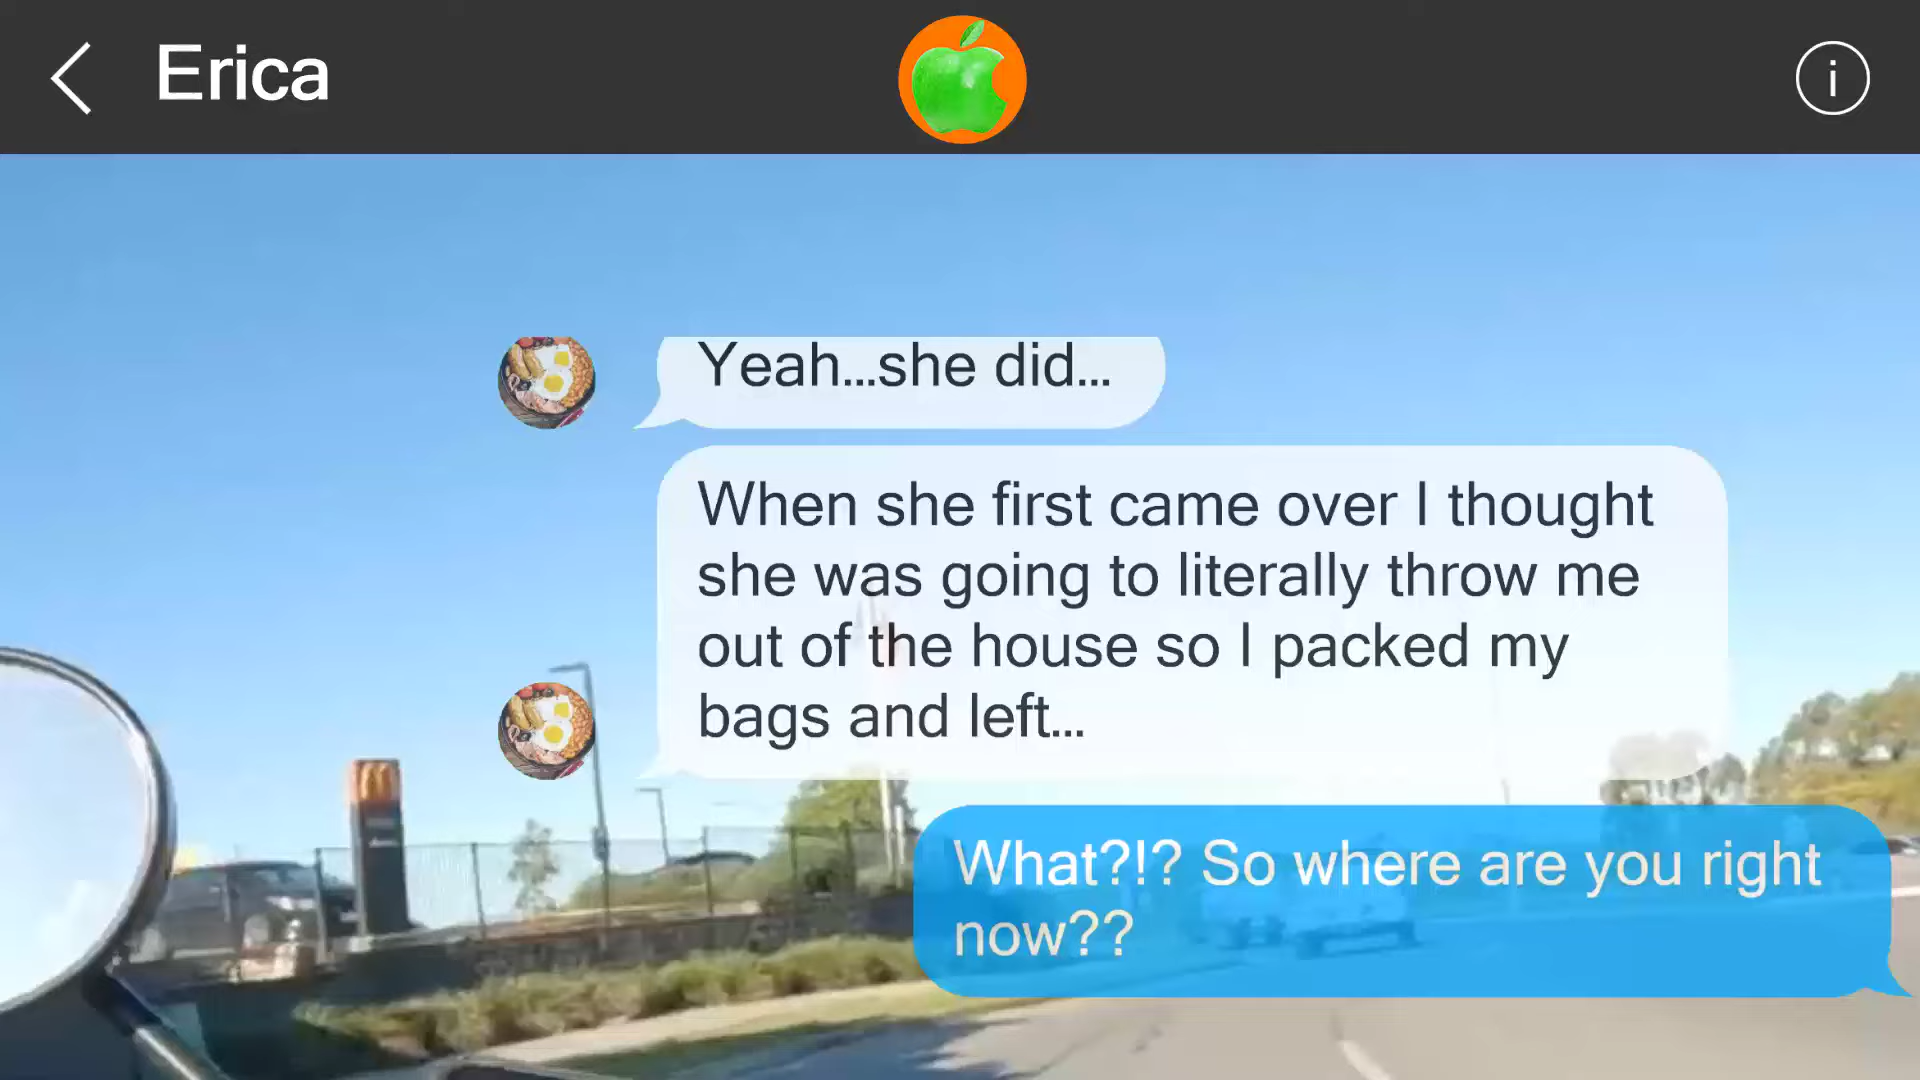 Erica
i
Yeah...she did...
When she first came over I thought
she was going to literally throw me
out of the house so I packed my
bags and left...
What?!? So where are you right
now??